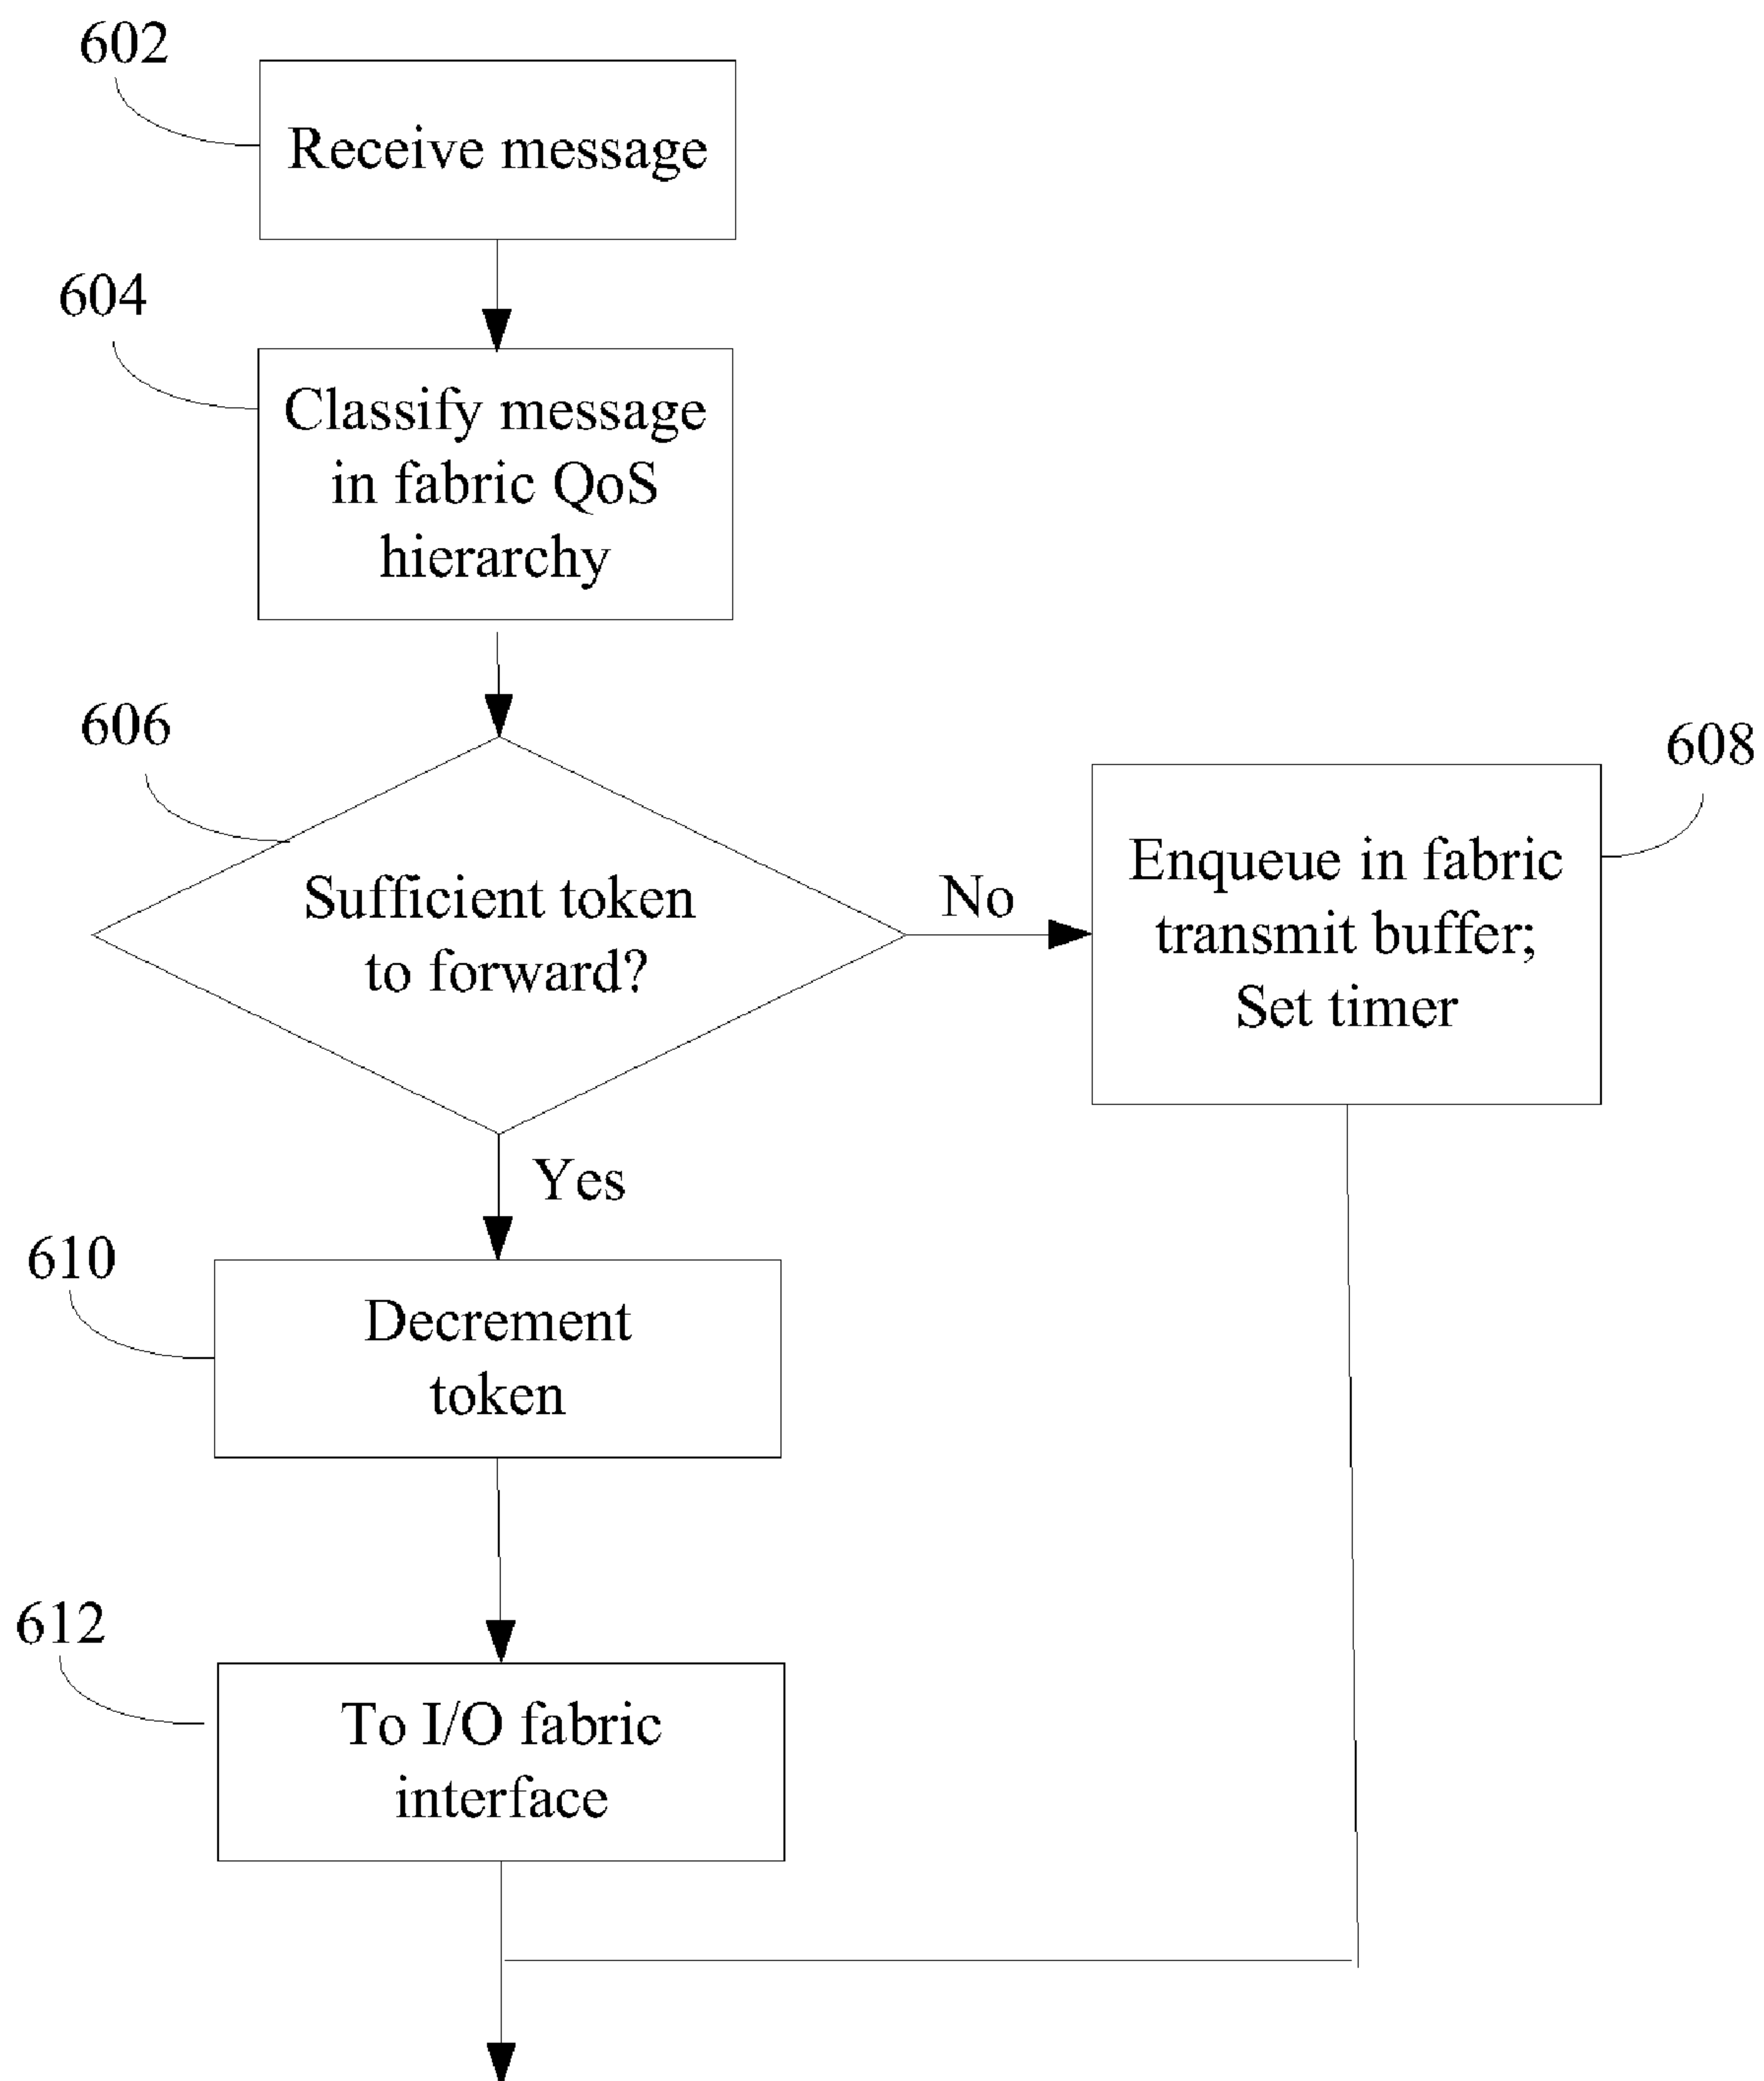 602
Receive message
604
Classify message
in fabric QoS
hierarchy
606
Sufficient token
to forward?
No
608
Enqueue in fabric
transmit buffer;
Set timer
Yes
610
Decrement
token
612
To I/O fabric
interface